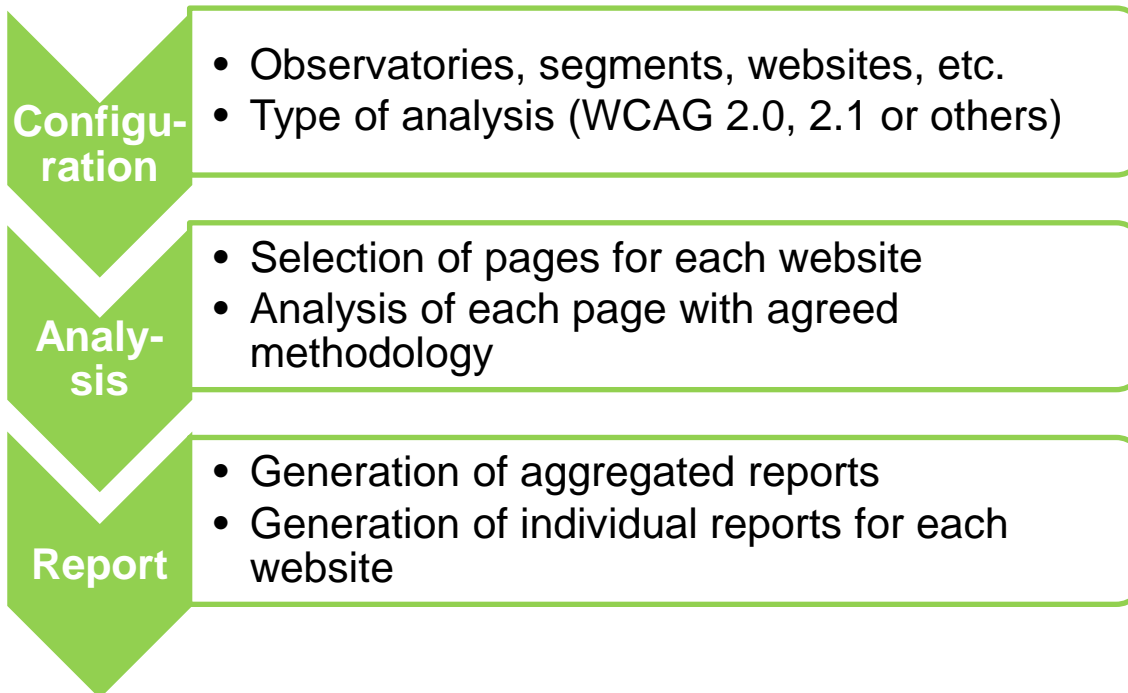 Configu-
ration
• Observatories, segments, websites, etc.
• Type of analysis (WCAG 2.0, 2.1 or others)
Analy-
sis
• Selection of pages for each website
• Analysis of each page with agreed
methodology
Report
• Generation of aggregated reports
• Generation of individual reports for each
website